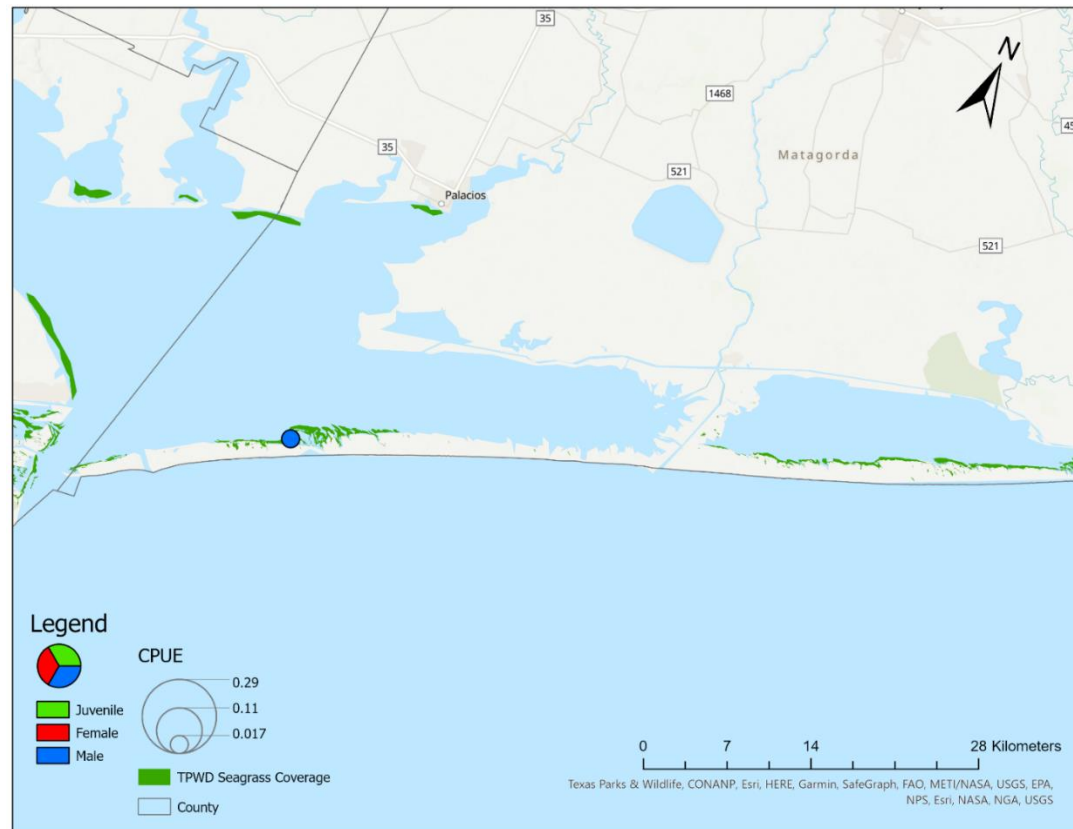 35
N
45
1468
35
Matagorda
521
Palacios
521
Legend
CPUE
0.29
0.11
0.017
Juvenile
Female
Male
TPWD Seagrass Coverage
County
0 7 14 28 Kilometers
Texas Parks & Wildlife, CONANP, Esri, HERE, Garmin, SafeGraph, FAO, METI/NASA, USGS, EPA,
NPS, Esri, NASA, NGA, USGS